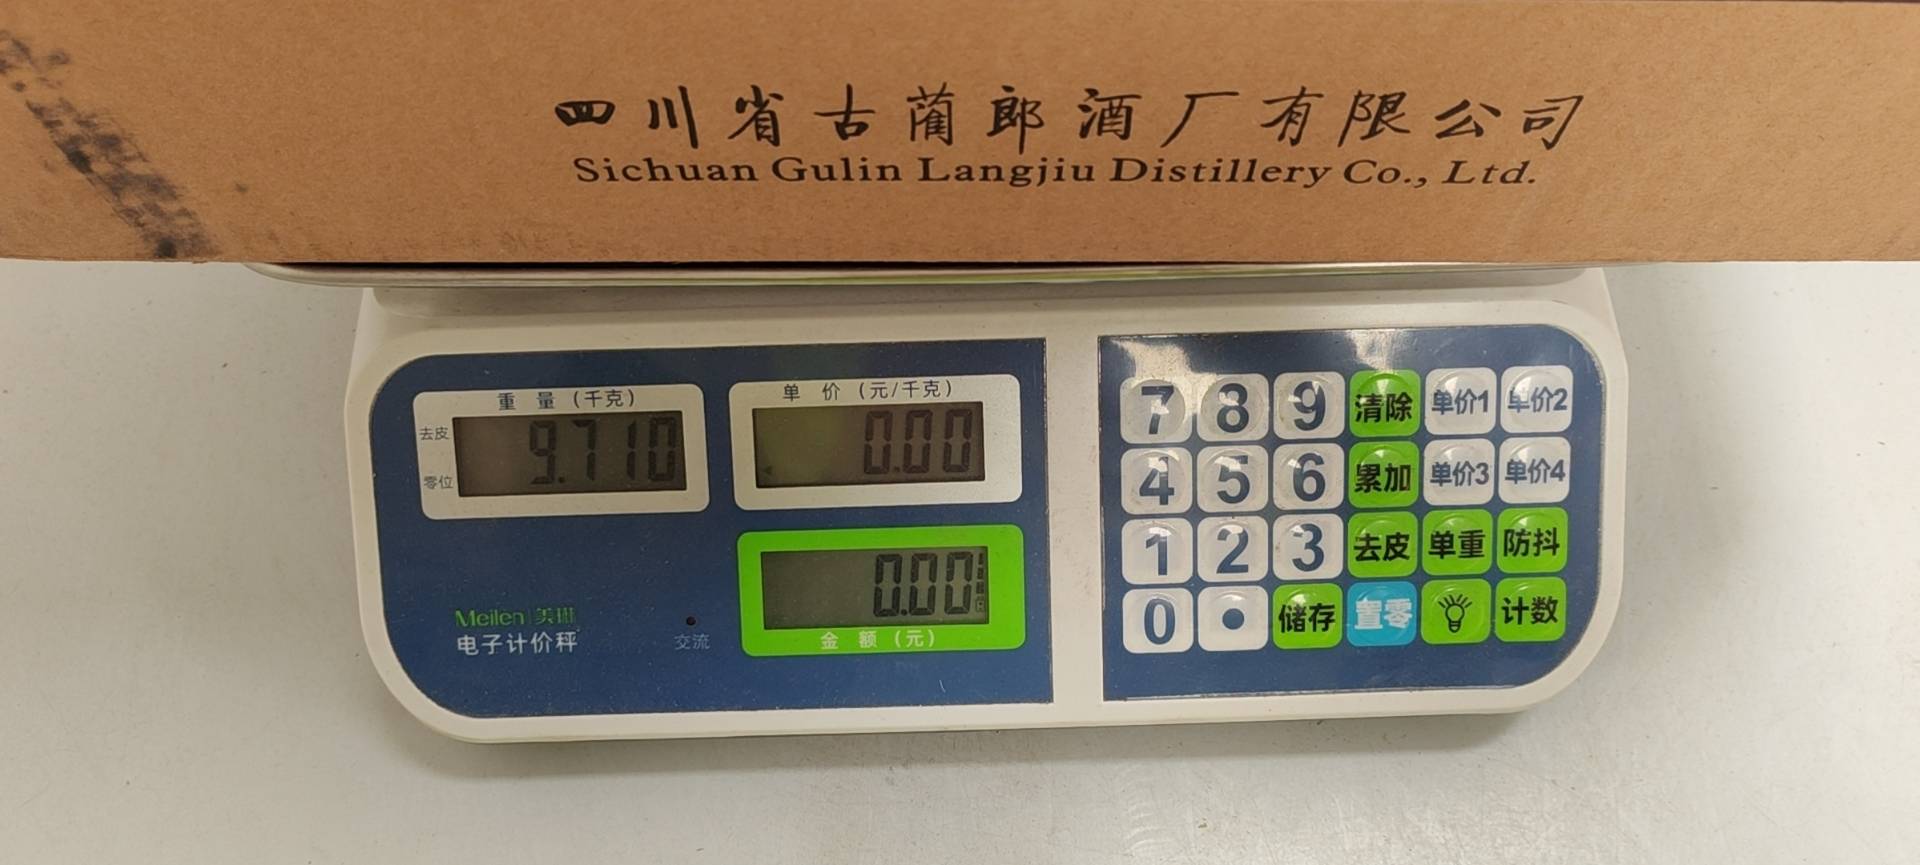 四川省古蔺郎酒厂有限公司
Sichuan Gulin Langjiu Distillery Co., Ltd.
重 量 (千克)
去皮
零位
9.710
单 价 (元/千克)
0.00
0.00
金 额 (元)
Meilen 美琳
电子计价秤
交流
7 8 9 清除 单价1 单价2
4 5 6 累加 单价3 单价4
1 2 3 去皮 单重 防抖
0 • 储存 置零 计数